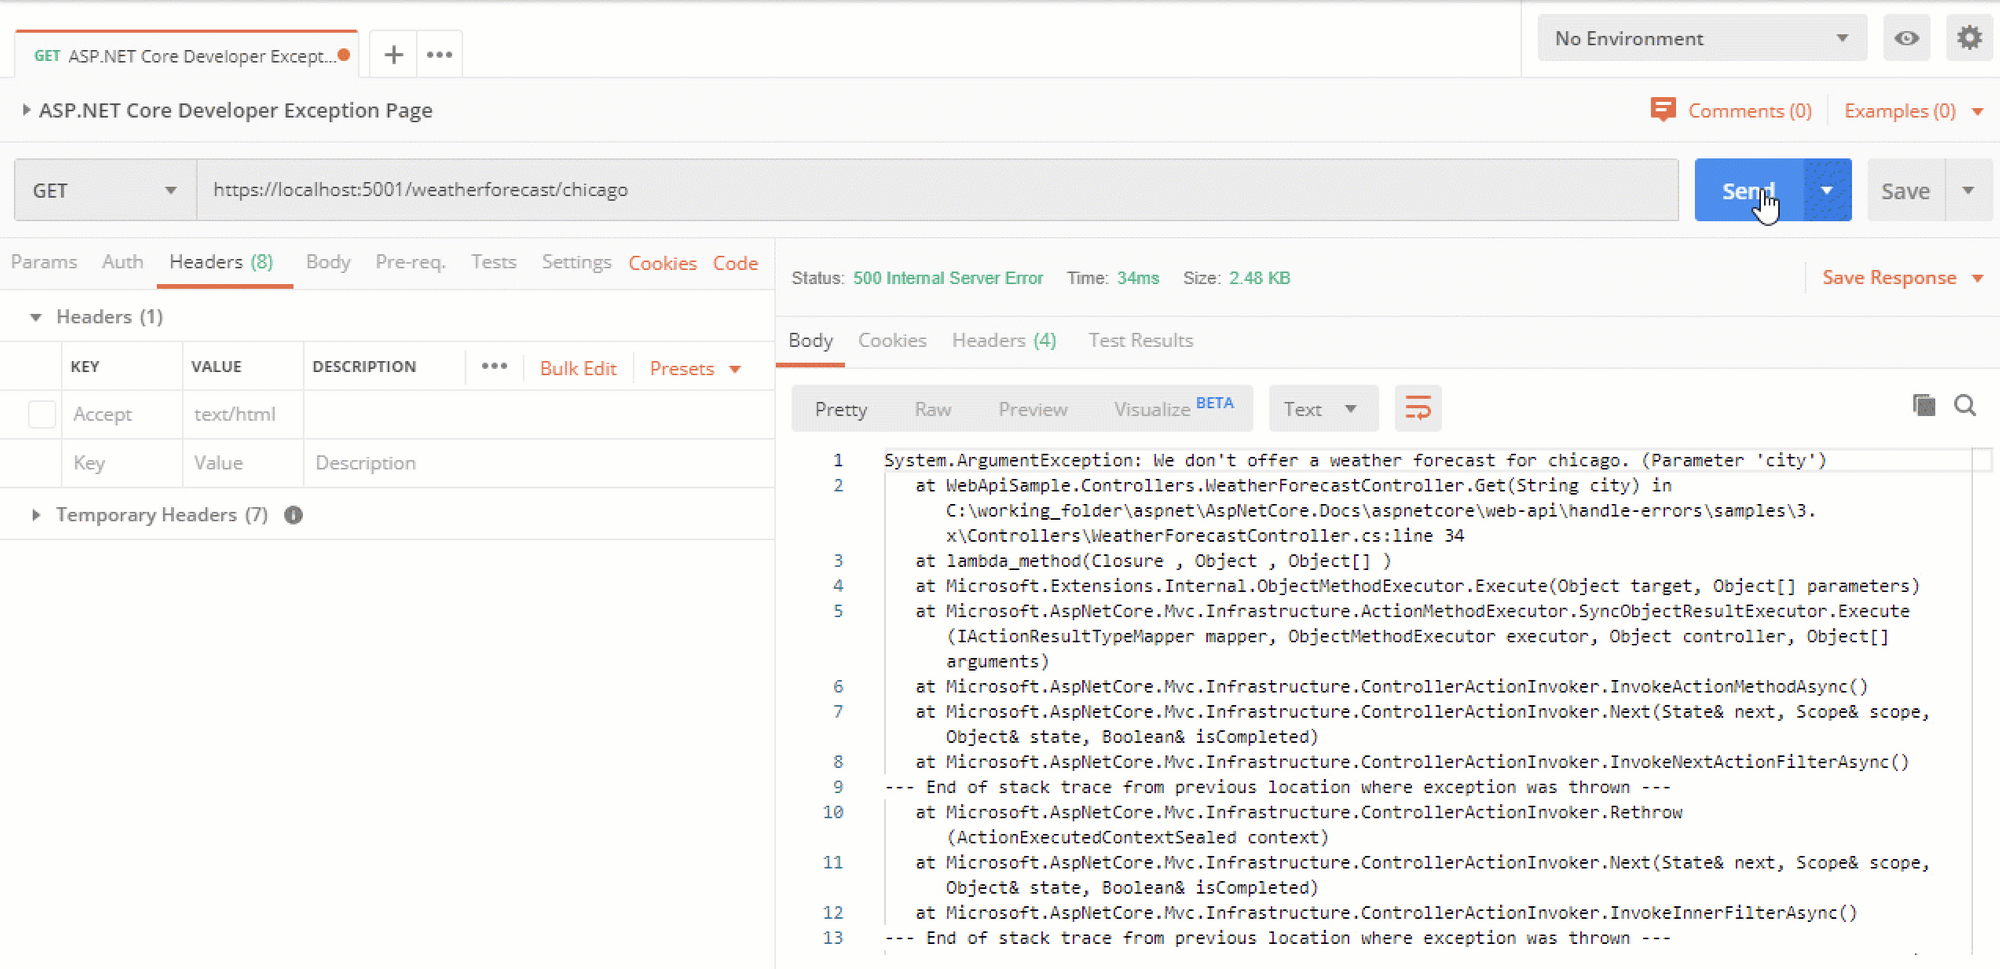 GET ASP.NET Core Developer Except...
No Environment
ASP.NET Core Developer Exception Page
Comments (0)
Examples (0)
GET
https://localhost:5001/weatherforecast/chicago
Send
Save
Params Auth Headers (8) Body Pre-req. Tests Settings Cookies Code
Headers (1)
KEY VALUE DESCRIPTION ••• Bulk Edit Presets
Accept text/html
Key Value Description
Temporary Headers (7)
Status: 500 Internal Server Error Time: 34ms Size: 2.48 KB
Save Response
Body Cookies Headers (4) Test Results
Pretty Raw Preview Visualize BETA Text
1 System.ArgumentException: We don't offer a weather forecast for chicago. (Parameter 'city')
2 at WebApiSample.Controllers.WeatherForecastController.Get(String city) in
C:\working_folder\aspnet\AspNetCore.Docs\aspnetcore\web-api\handle-errors\samples\3.
x\Controllers\WeatherForecastController.cs:line 34
3 at lambda_method(Closure , Object , Object[] )
4 at Microsoft.Extensions.Internal.ObjectMethodExecutor.Execute(Object target, Object[] parameters)
5 at Microsoft.AspNetCore.Mvc.Infrastructure.ActionMethodExecutor.SyncObjectResultExecutor.Execute
(IActionResultTypeMapper mapper, ObjectMethodExecutor executor, Object controller, Object[]
arguments)
6 at Microsoft.AspNetCore.Mvc.Infrastructure.ControllerActionInvoker.InvokeActionMethodAsync()
7 at Microsoft.AspNetCore.Mvc.Infrastructure.ControllerActionInvoker.Next(State& next, Scope& scope,
Object& state, Boolean& isCompleted)
8 at Microsoft.AspNetCore.Mvc.Infrastructure.ControllerActionInvoker.InvokeNextActionFilterAsync()
9 --- End of stack trace from previous location where exception was thrown ---
10 at Microsoft.AspNetCore.Mvc.Infrastructure.ControllerActionInvoker.Rethrow
(ActionExecutedContextSealed context)
11 at Microsoft.AspNetCore.Mvc.Infrastructure.ControllerActionInvoker.Next(State& next, Scope& scope,
Object& state, Boolean& isCompleted)
12 at Microsoft.AspNetCore.Mvc.Infrastructure.ControllerActionInvoker.InvokeInnerFilterAsync()
13 --- End of stack trace from previous location where exception was thrown ---